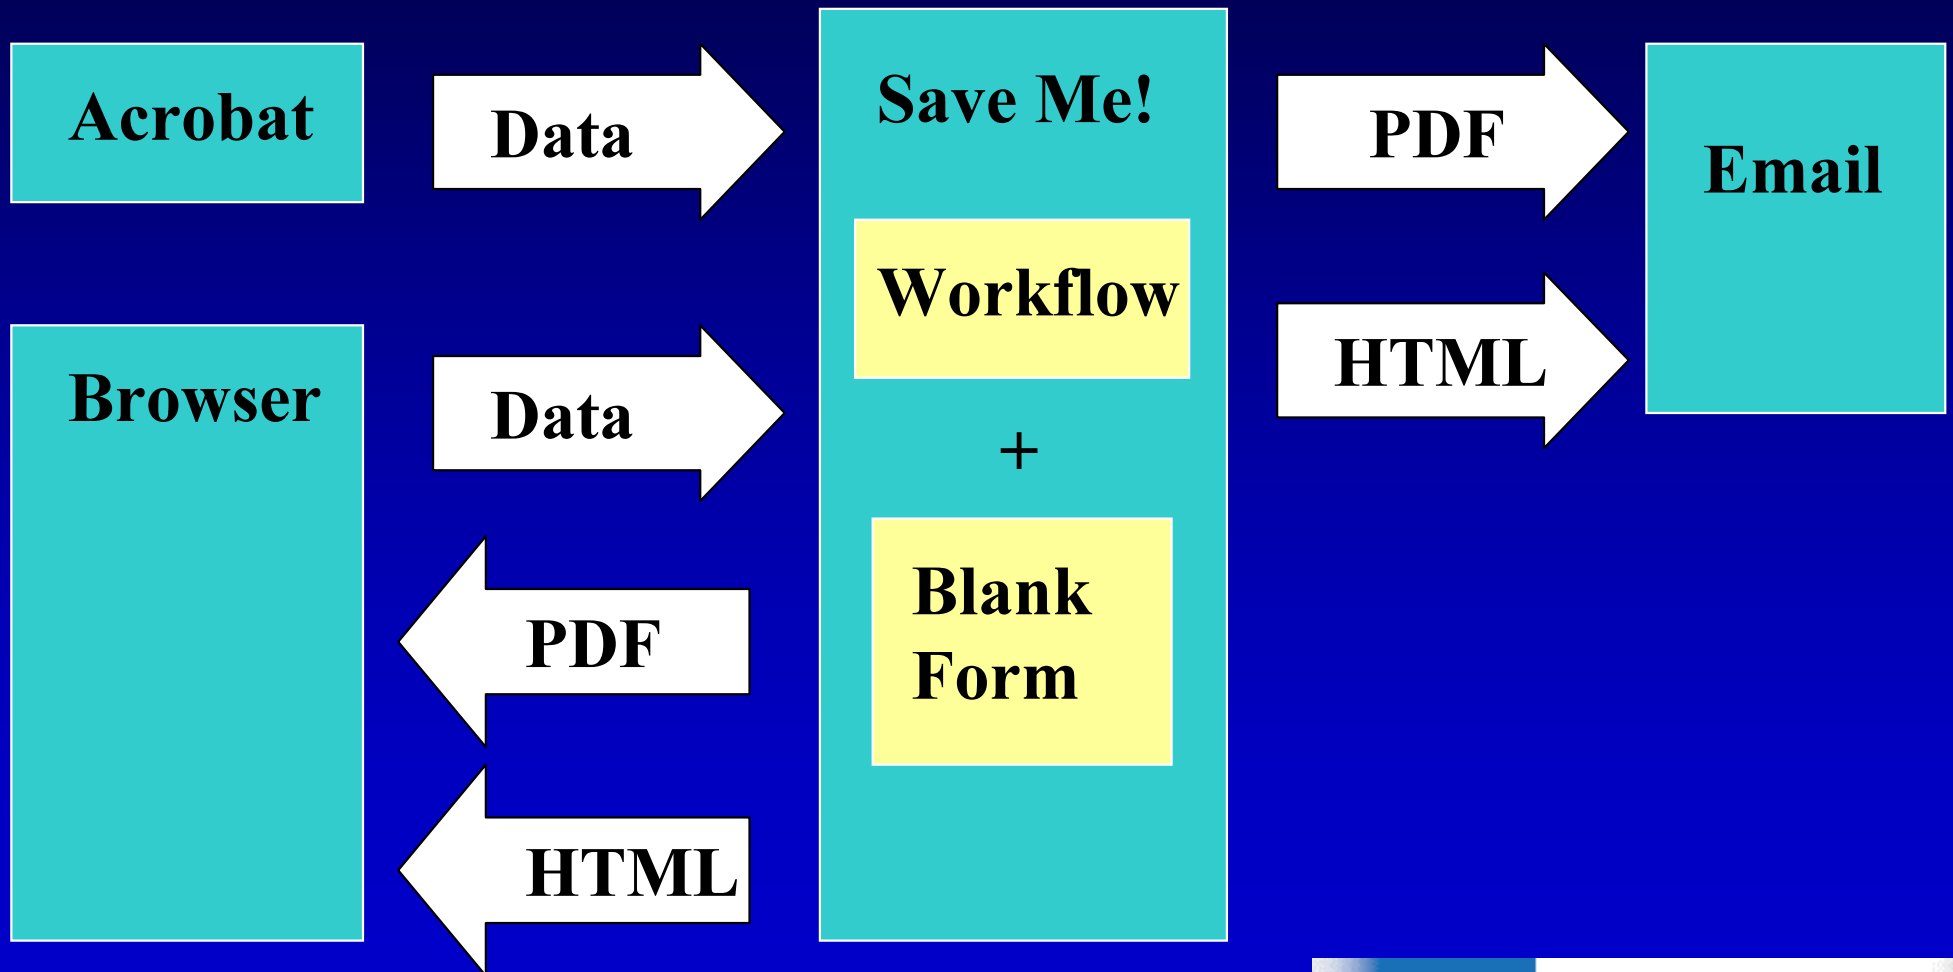 Acrobat
Data
Save Me!
PDF
Email
Workflow
HTML
Browser
Data
+
Blank
Form
PDF
HTML